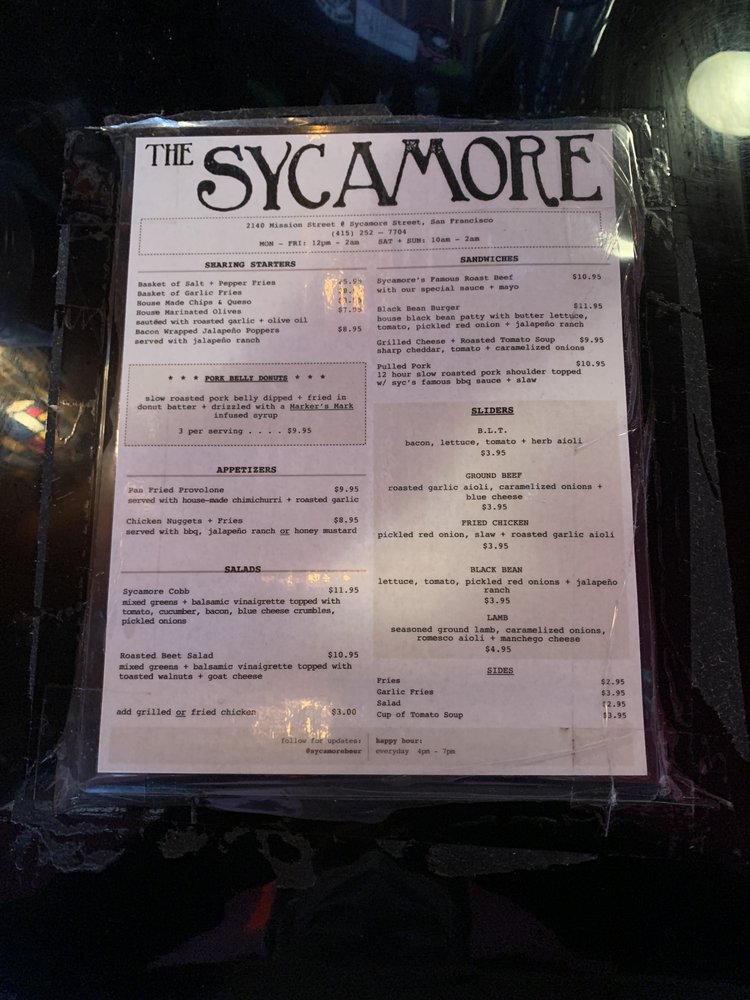 THE SYCAMORE
2140 Mission Street @ Sycamore Street, San Francisco
(415) 252 – 7704
MON - FRI: 12pm - 2am SAT + SUN: 10am - 2am
SHARING STARTERS
Basket of Salt + Pepper Fries
Basket of Garlic Fries
House Made Chips & Queso
House Marinated Olives
sautéed with roasted garlic + olive oil
Bacon Wrapped Jalapeño Poppers $8.95
served with jalapeño ranch
* * * PORK BELLY DONUTS * * *
slow roasted pork belly dipped + fried in
donut batter + drizzled with a Marker's Mark
infused syrup
3 per serving . . . . $9.95
APPETIZERS
Pan Fried Provolone $9.95
served with house-made chimichurri + roasted garlic
Chicken Nuggets + Fries $8.95
served with bbq, jalapeño ranch or honey mustard
SALADS
Sycamore Cobb $11.95
mixed greens + balsamic vinaigrette topped with
tomato, cucumber, bacon, blue cheese crumbles,
pickled onions
Roasted Beet Salad $10.95
mixed greens + balsamic vinaigrette topped with
toasted walnuts + goat cheese
add grilled or fried chicken $3.00
SANDWICHES
Sycamore's Famous Roast Beef $10.95
with our special sauce + mayo
Black Bean Burger $11.95
house black bean patty with butter lettuce,
tomato, pickled red onion + jalapeño ranch
Grilled Cheese + Roasted Tomato Soup $9.95
sharp cheddar, tomato + caramelized onions
Pulled Pork $10.95
12 hour slow roasted pork shoulder topped
w/ syc's famous bbq sauce + slaw
SLIDERS
B.L.T.
bacon, lettuce, tomato + herb aioli
$3.95
GROUND BEEF
roasted garlic aioli, caramelized onions +
blue cheese
$3.95
FRIED CHICKEN
pickled red onion, slaw + roasted garlic aioli
$3.95
BLACK BEAN
lettuce, tomato, pickled red onions + jalapeño
ranch
$3.95
LAMB
seasoned ground lamb, caramelized onions,
romesco aioli + manchego cheese
$4.95
SIDES
Fries $2.95
Garlic Fries $3.95
Salad $2.95
Cup of Tomato Soup $3.95
follow for updates:
@sycamorebeer
happy hour:
everyday 4pm - 7pm